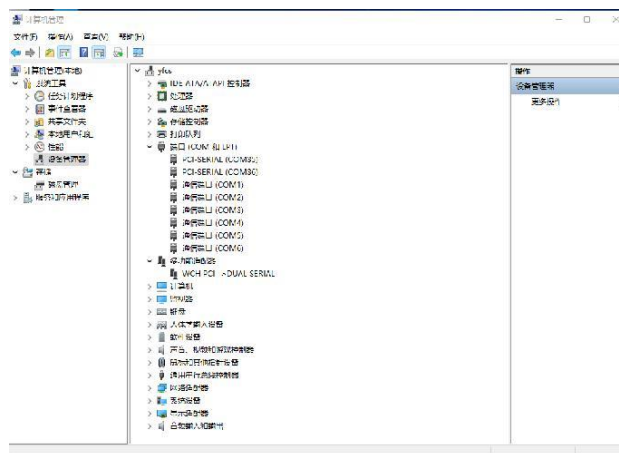 计算机管理
文件(F) 操作(A) 查看(V) 帮助(H)
计算机管理(本地)
系统工具
任务计划程序
事件查看器
共享文件夹
本地用户和组
性能
设备管理器
存储
磁盘管理
服务和应用程序
yfcs
IDE ATA/ATAPI 控制器
处理器
磁盘驱动器
存储控制器
打印队列
端口 (COM 和 LPT)
PCI-SERIAL (COM35)
PCI-SERIAL (COM36)
通信端口 (COM1)
通信端口 (COM2)
通信端口 (COM3)
通信端口 (COM4)
通信端口 (COM5)
通信端口 (COM6)
多功能适配器
WCH PCI ->DUAL SERIAL
计算机
监视器
键盘
人体学输入设备
软件设备
声音、视频和游戏控制器
鼠标和其他指针设备
通用串行总线控制器
网络适配器
系统设备
显示适配器
音频输入和输出
操作
设备管理器
更多操作